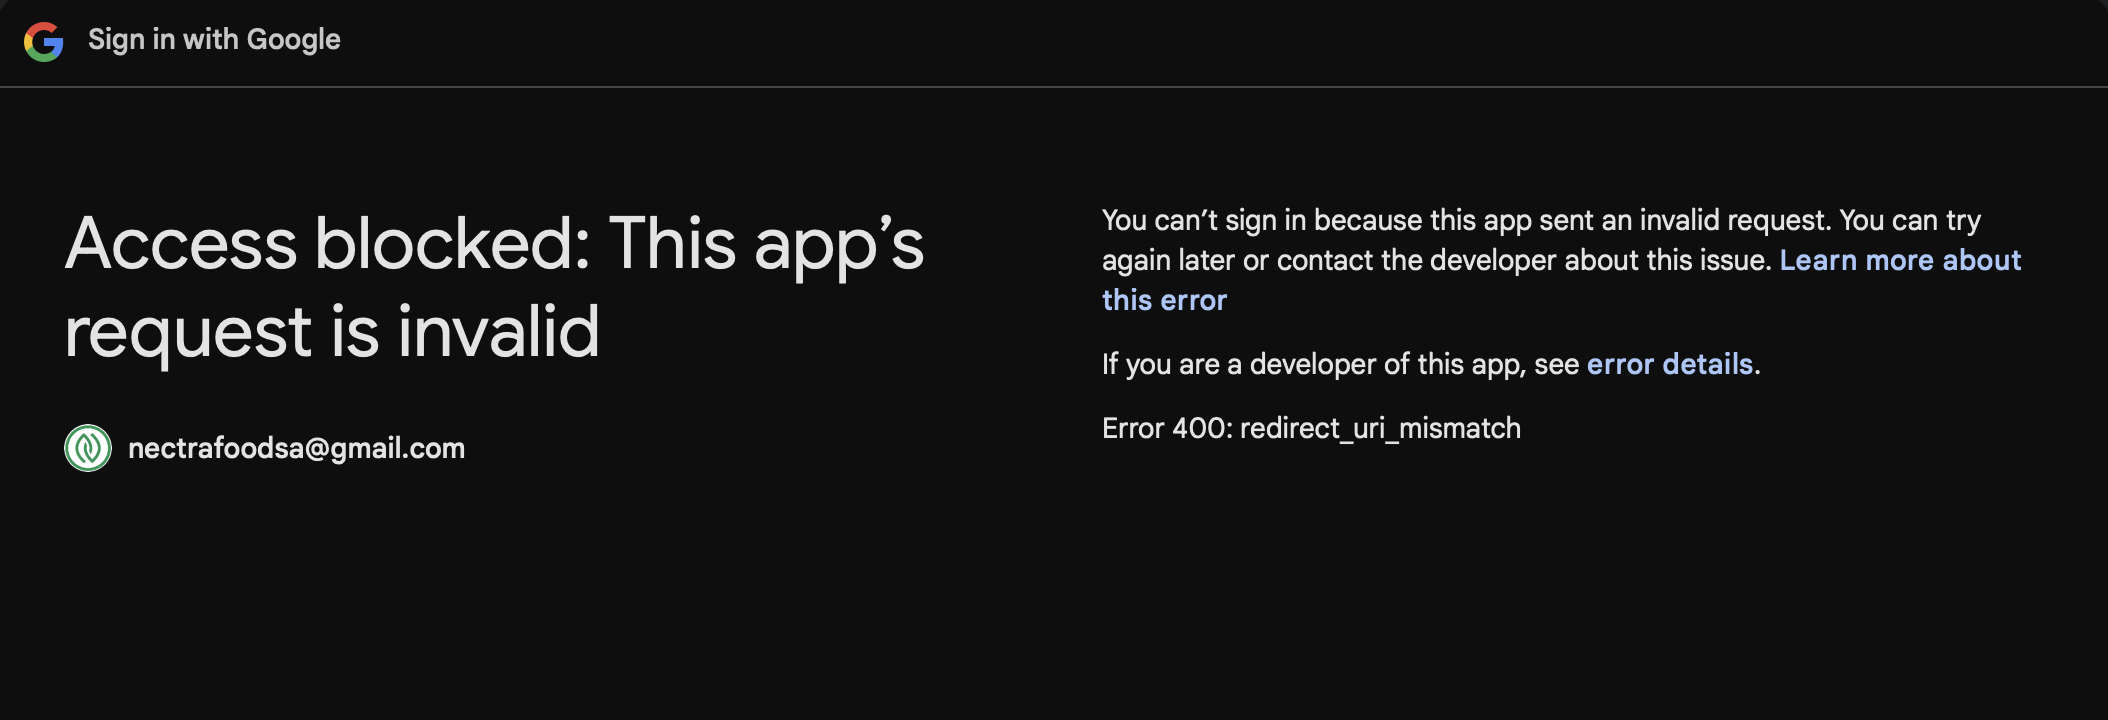 Sign in with Google
Access blocked: This app’s
request is invalid
nectrafoodsa@gmail.com
You can’t sign in because this app sent an invalid request. You can try
again later or contact the developer about this issue. Learn more about
this error
If you are a developer of this app, see error details.
Error 400: redirect_uri_mismatch